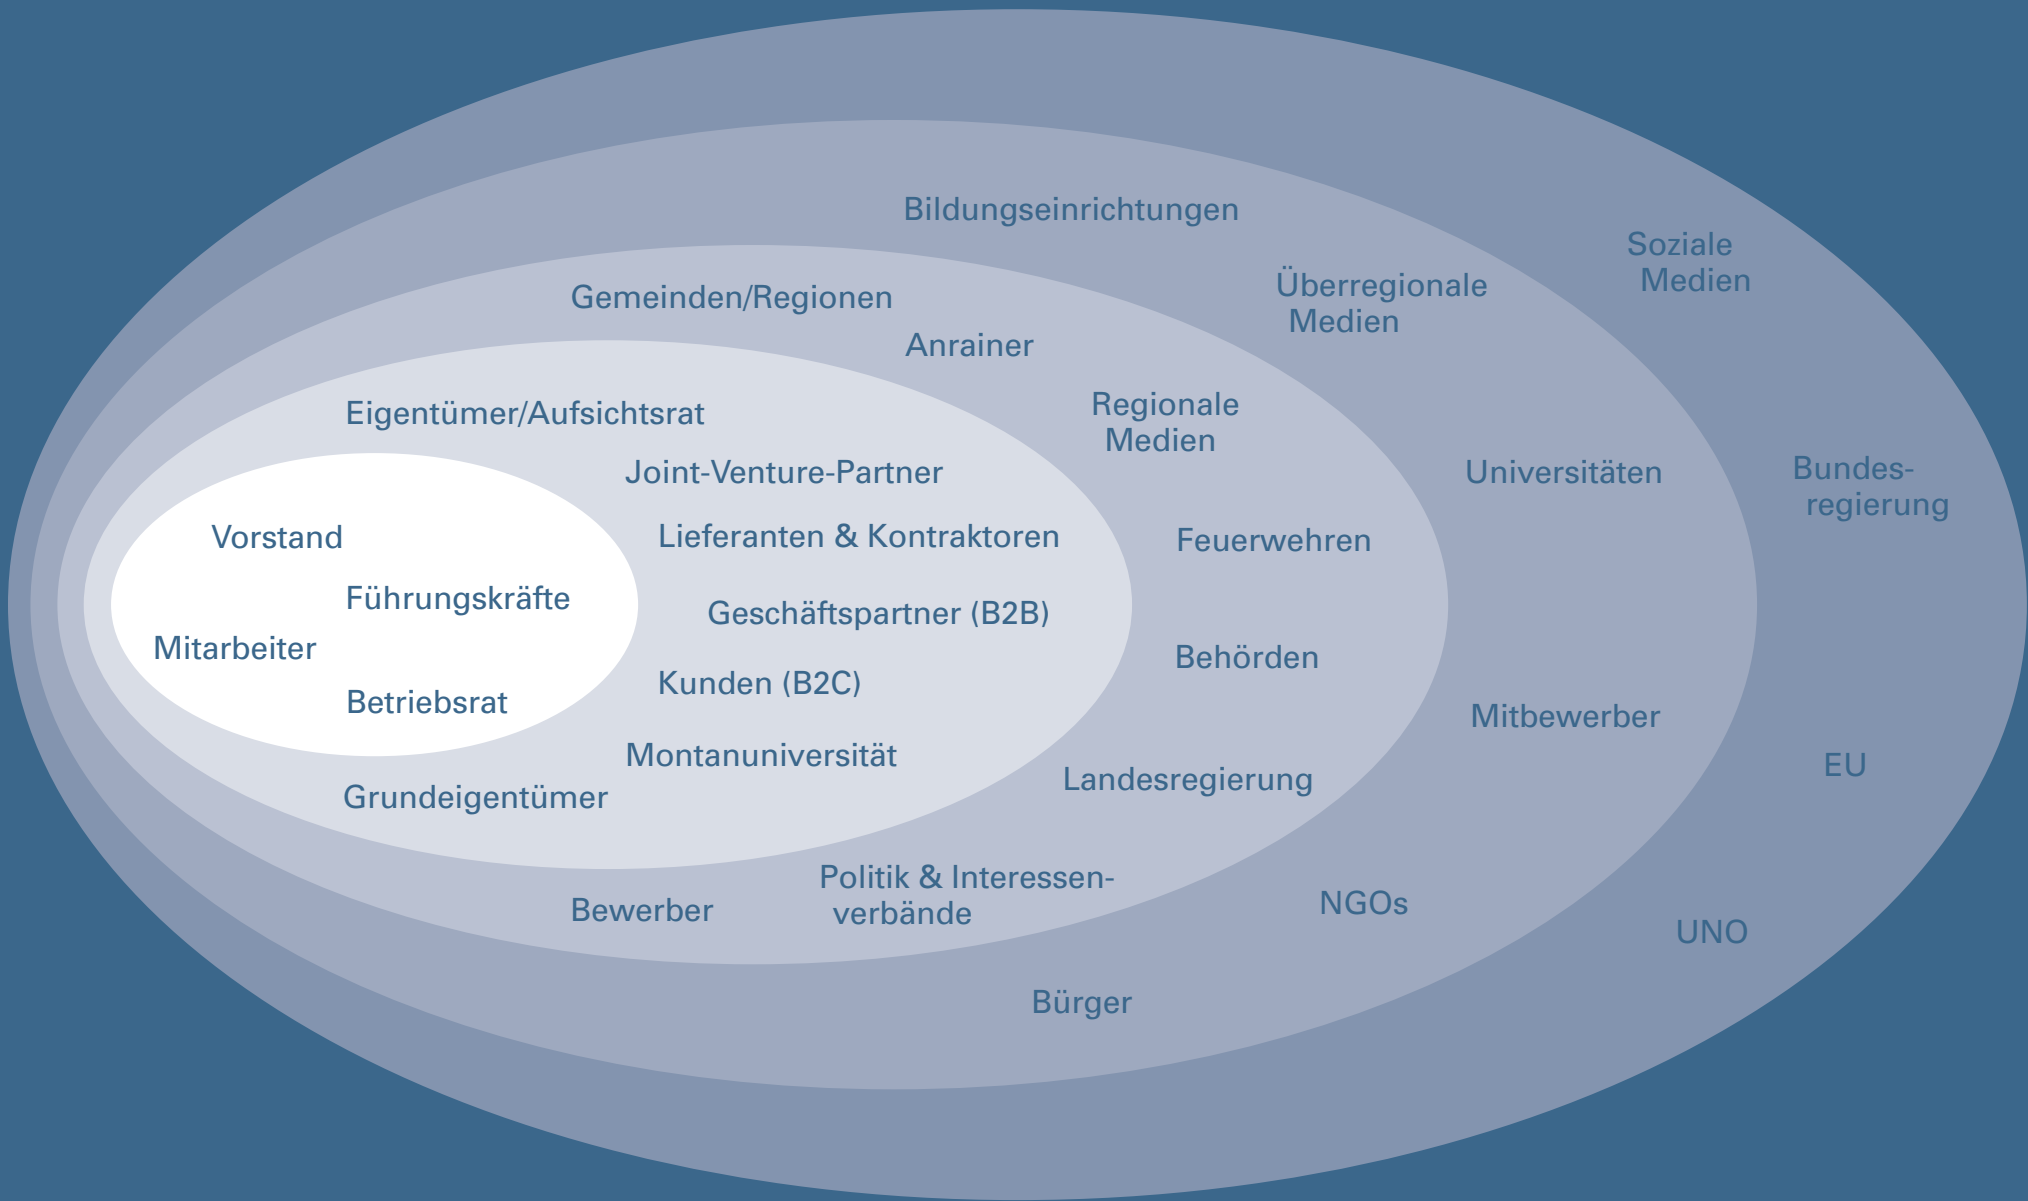 Bildungseinrichtungen
Soziale
Medien
Überregionale
Medien
Gemeinden/Regionen
Anrainer
Regionale
Medien
Eigentümer/Aufsichtsrat
Joint-Venture-Partner
Universitäten
Bundes-
regierung
Vorstand
Lieferanten & Kontraktoren
Feuerwehren
Führungskräfte
Geschäftspartner (B2B)
Mitarbeiter
Behörden
Kunden (B2C)
Betriebsrat
Mitbewerber
Montanuniversität
EU
Landesregierung
Grundeigentümer
Politik & Interessen-
verbände
Bewerber
NGOs
UNO
Bürger